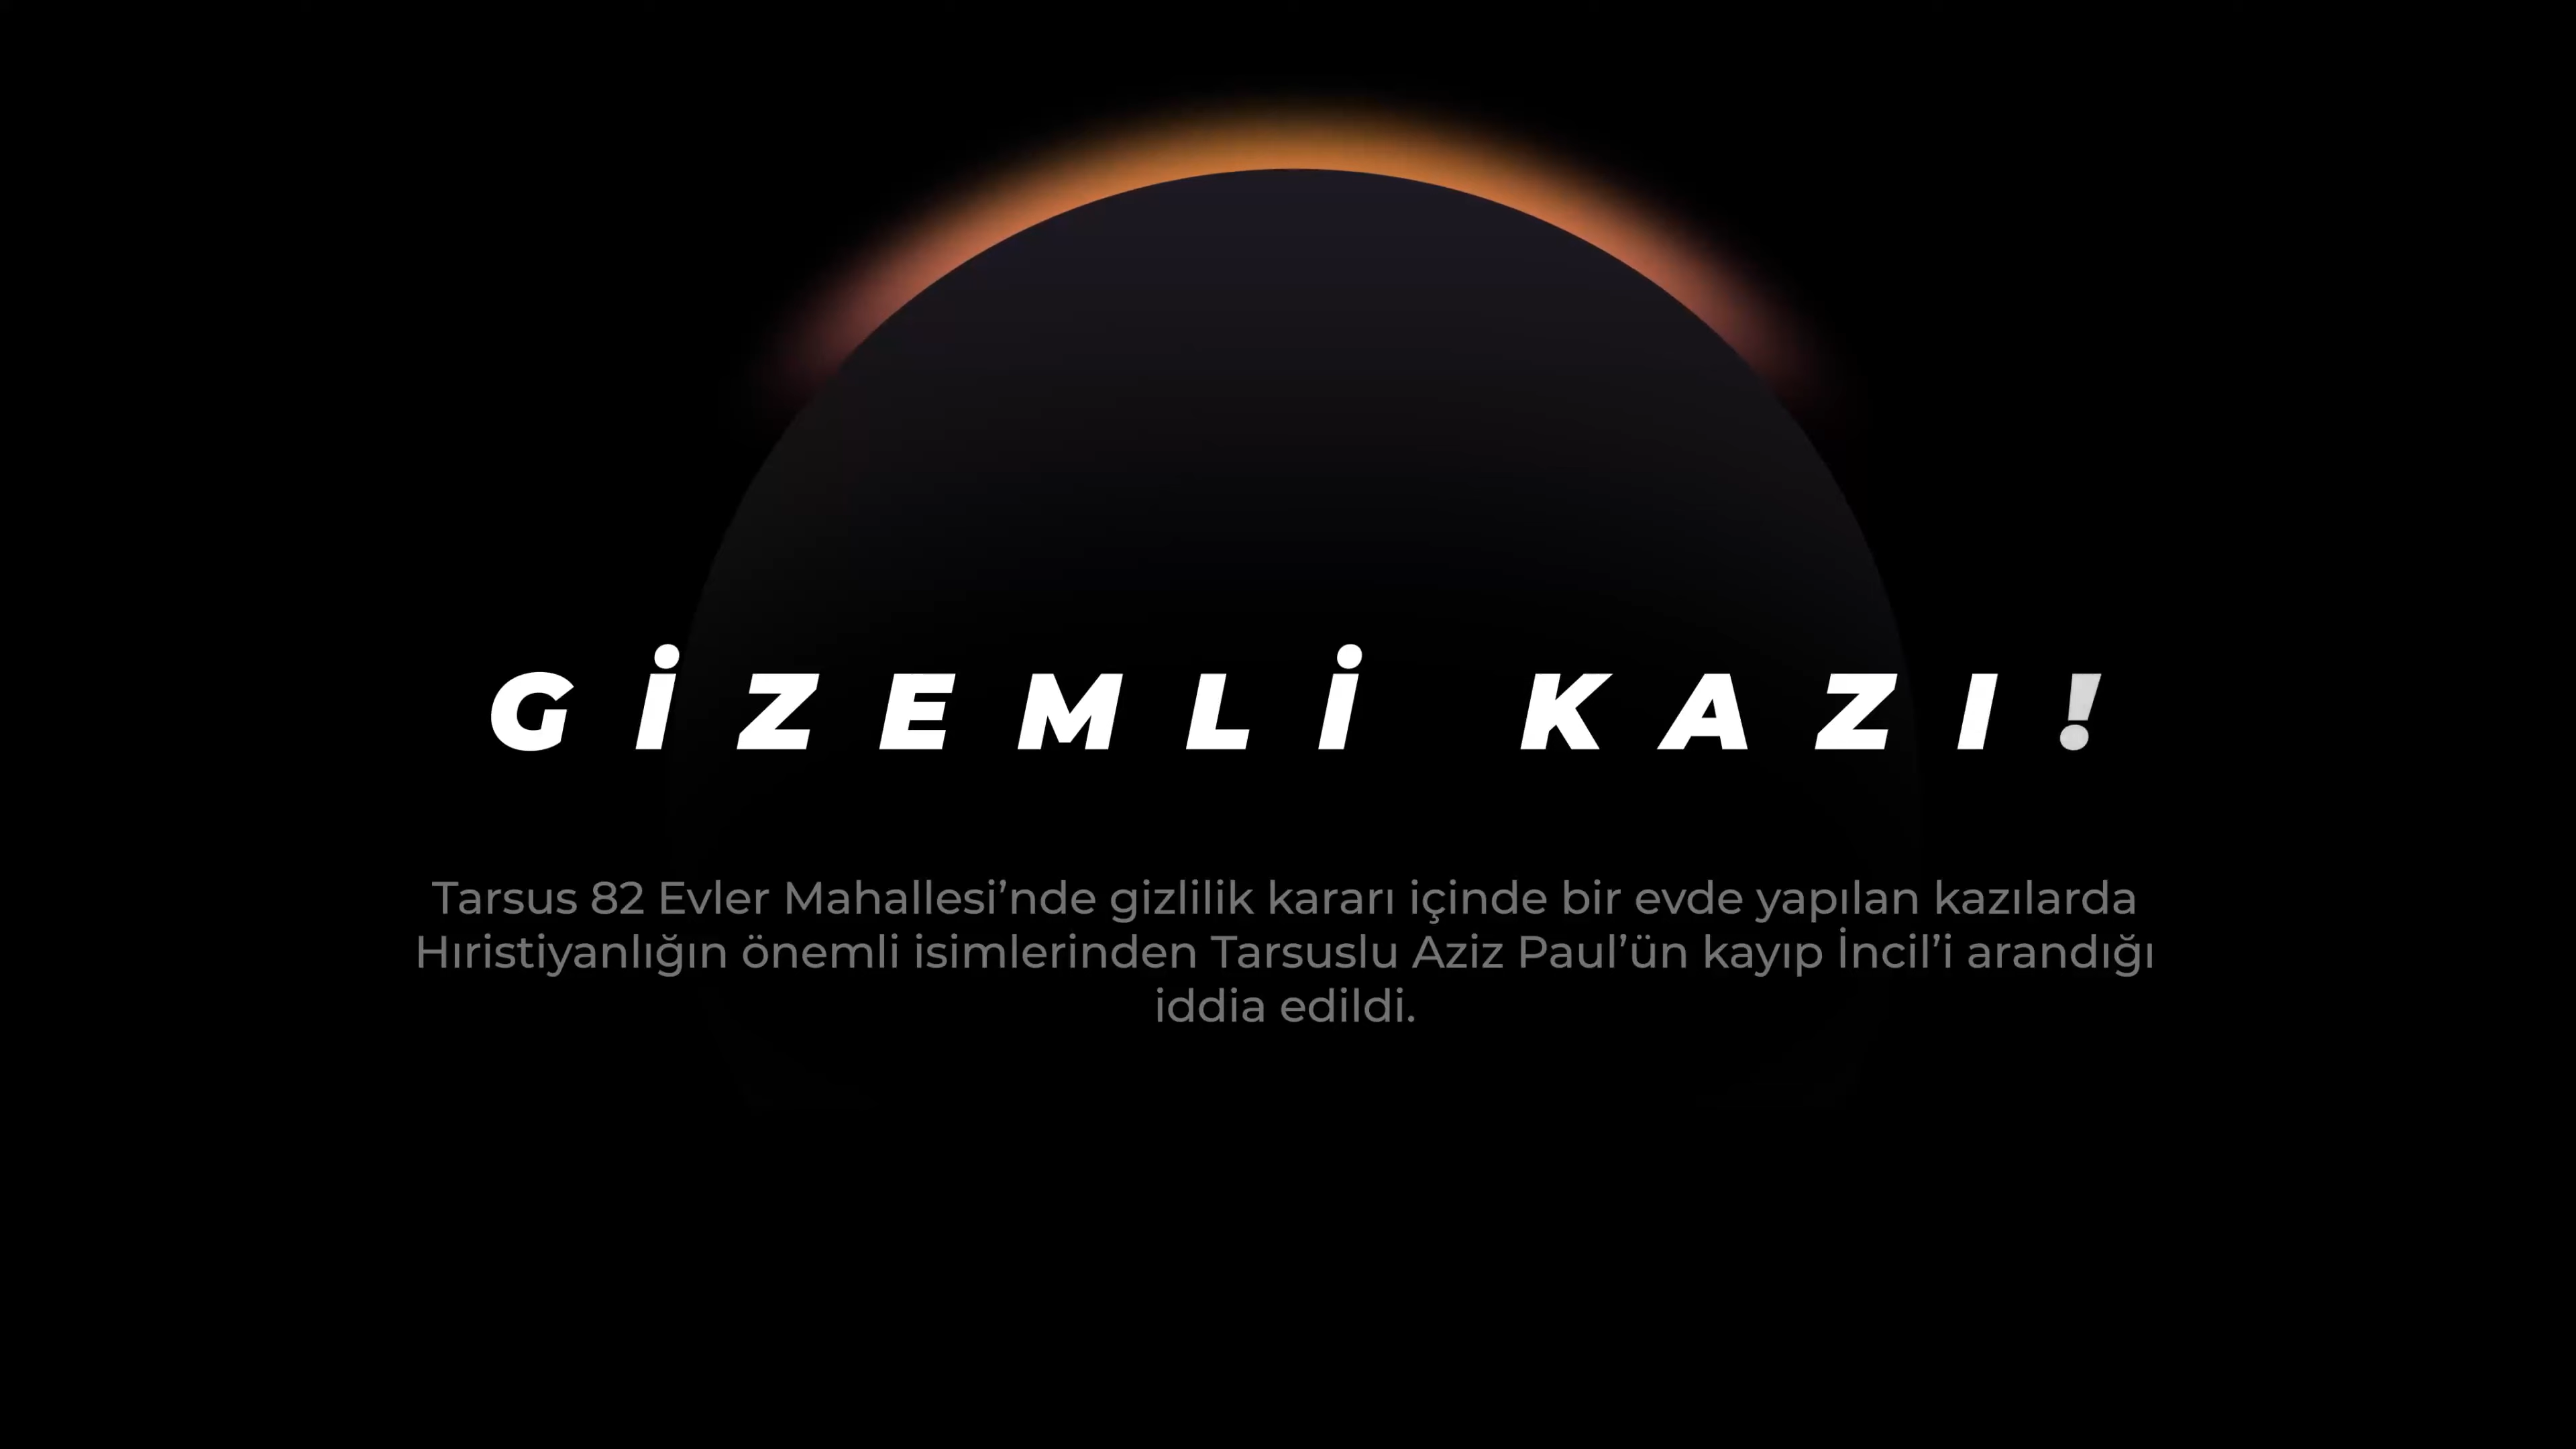 GİZEMLİ KAZI!
Tarsus 82 Evler Mahallesi’nde gizlilik kararı içinde bir evde yapılan kazılarda
Hıristiyanlığın önemli isimlerinden Tarsuslu Aziz Paul’ün kayıp İncil’i arandığı
iddia edildi.